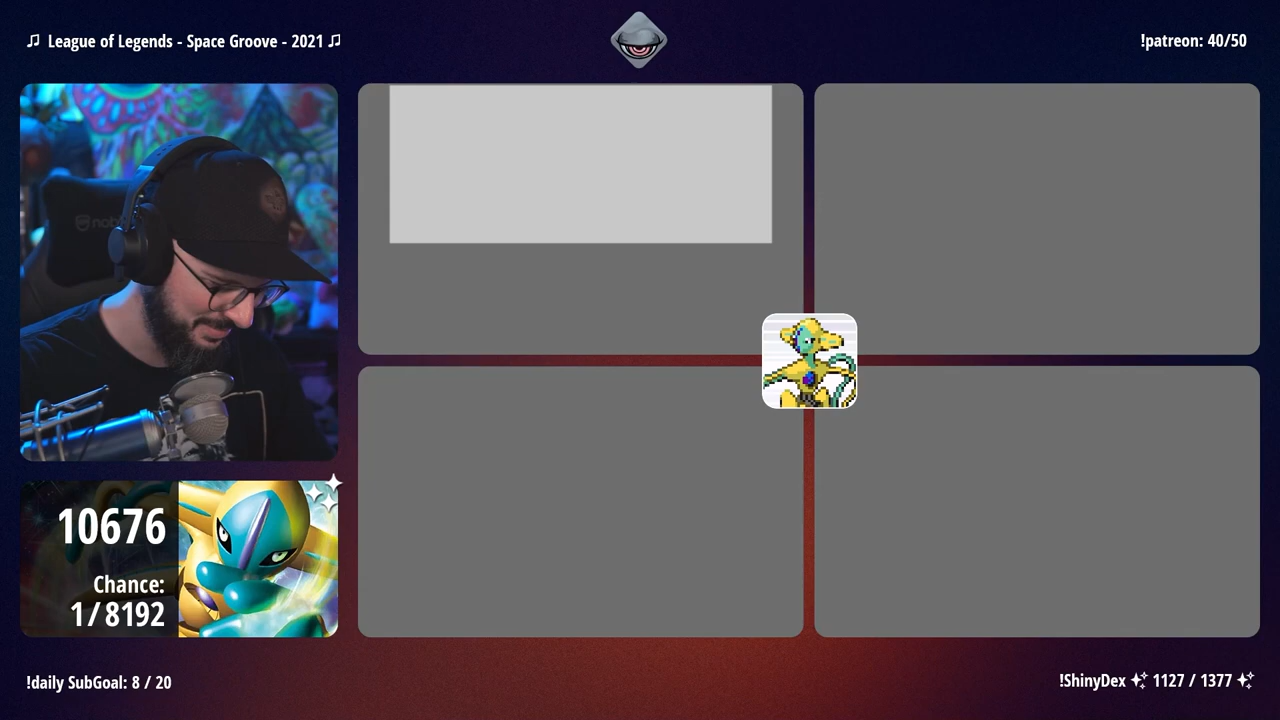 ♫ League of Legends - Space Groove - 2021 ♫
!patreon: 40/50
10676
Chance:
1/8192
!daily SubGoal: 8 / 20
!ShinyDex ✨ 1127 / 1377 ✨